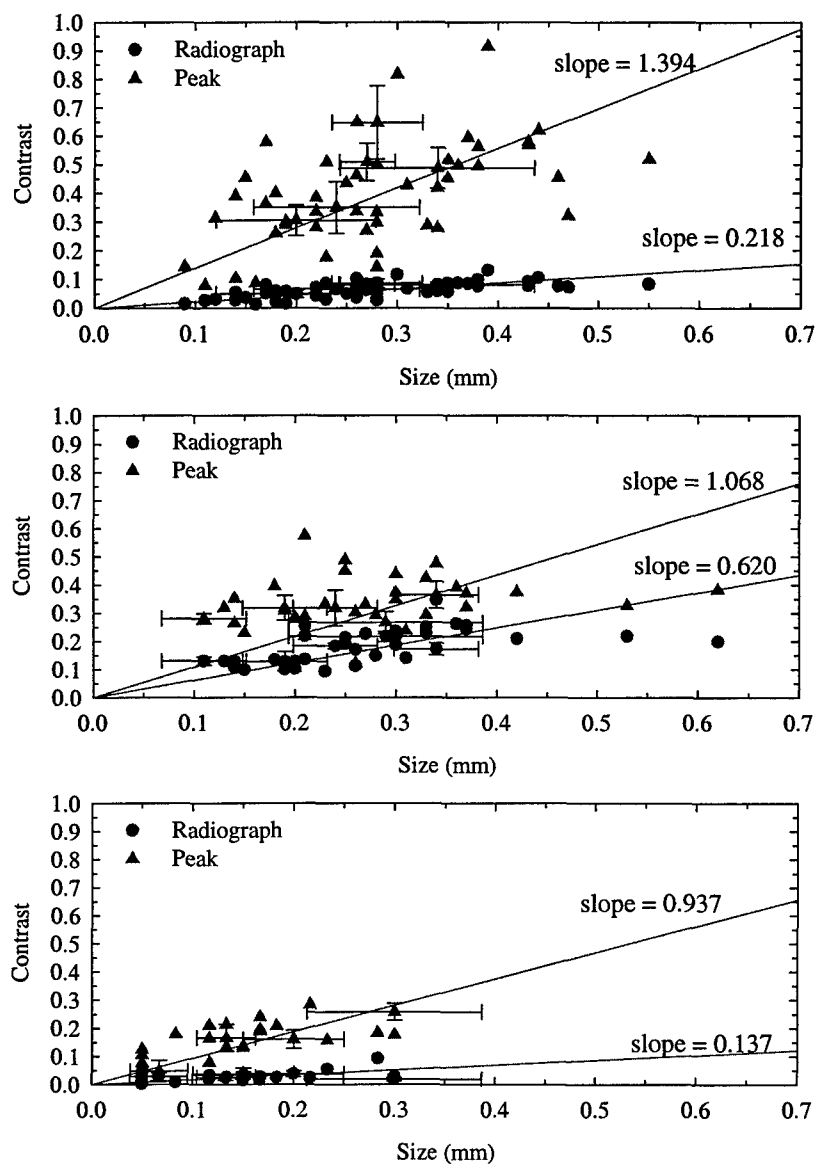 1.0
0.9
0.8
0.7
0.6
0.5
0.4
0.3
0.2
0.1
0.0
Contrast
Radiograph
Peak
slope = 1.394
slope = 0.218
0.0 0.1 0.2 0.3 0.4 0.5 0.6 0.7
Size (mm)
1.0
0.9
0.8
0.7
0.6
0.5
0.4
0.3
0.2
0.1
0.0
Contrast
Radiograph
Peak
slope = 1.068
slope = 0.620
0.0 0.1 0.2 0.3 0.4 0.5 0.6 0.7
Size (mm)
1.0
0.9
0.8
0.7
0.6
0.5
0.4
0.3
0.2
0.1
0.0
Contrast
Radiograph
Peak
slope = 0.937
slope = 0.137
0.0 0.1 0.2 0.3 0.4 0.5 0.6 0.7
Size (mm)